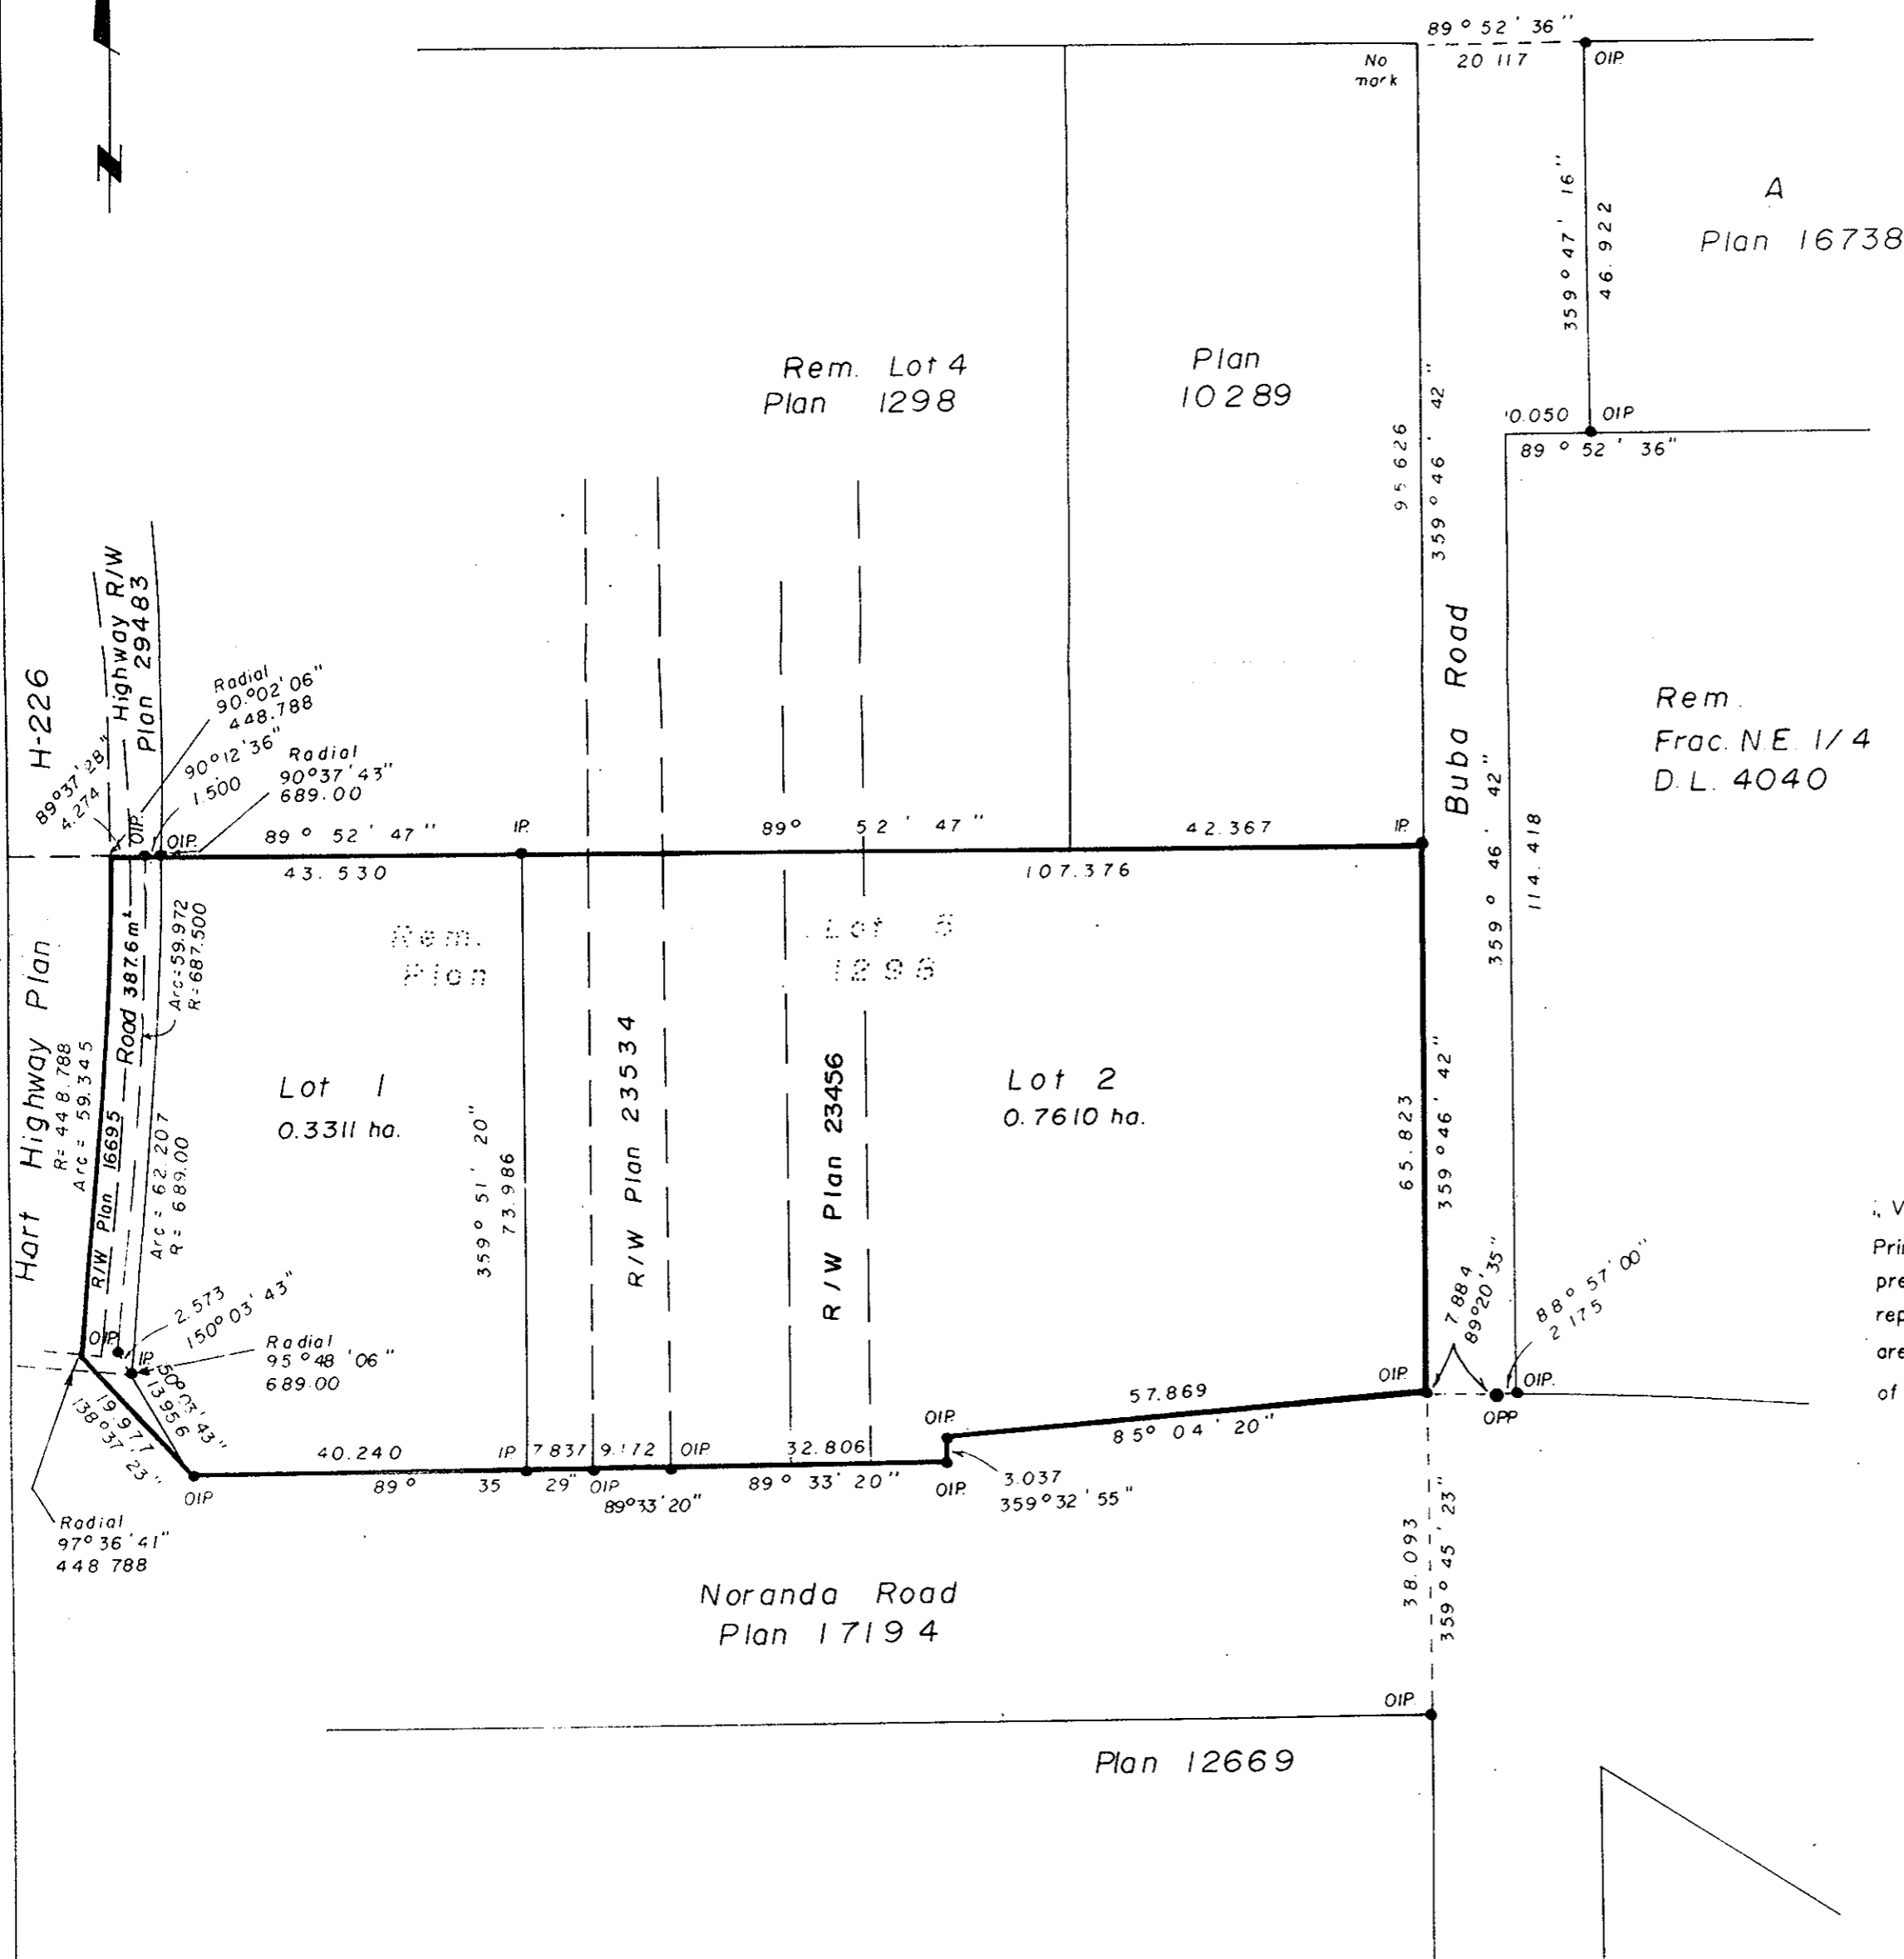 89° 52' 36"
20 117
OIP.
No
mark
N
359° 47' 16"
46.922
A
Plan 16738
Rem. Lot 4
Plan 1298
Plan
10289
95 626
359° 46' 42"
OIP.
89° 52' 36"
Buba Road
Rem.
Frac. N.E. 1/4
D.L. 4040
H-226
Highway R/W
Plan 29483
Radial
90°02'06"
448.788
90°12'36"
1.500
Radial
90°37'43"
689.00
89°37'28"
4.274
OIP.
OIP.
89° 52' 47"
IP.
89° 52' 47"
42.367
IP.
43.530
107.376
359° 46' 42"
114.418
Rem. Lot 5
Plan 1298
Hart Highway Plan
R= 448.788
Arc = 59.345
Road 387.6 m²
R/W Plan 16695
Arc=59.972
R=687.500
Arc = 62.207
R = 689.00
Lot 1
0.3311 ha.
359° 51' 20"
73.986
R/W Plan 23534
R/W Plan 23456
Lot 2
0.7610 ha.
65.823
359° 46' 42"
2.573
150° 03' 43"
OIP.
IP.
Radial
95° 48' 06"
689.00
150° 03' 43"
13.956
19.977
138°37'23"
7.884
89°20'35"
88° 57' 00"
2 175
OIP.
OIP.
OPP
57.869
85° 04' 20"
OIP.
40.240
IP.
7.837
9.172
OIP.
32.806
OIP
89° 35 29"
OIP
89°33'20"
89° 33' 20"
OIP.
3.037
359° 32' 55"
Radial
97° 36' 41"
448 788
38.093
359° 45' 23"
Noranda Road
Plan 17194
OIP.
Plan 12669
Pri
pre
rep
are
of